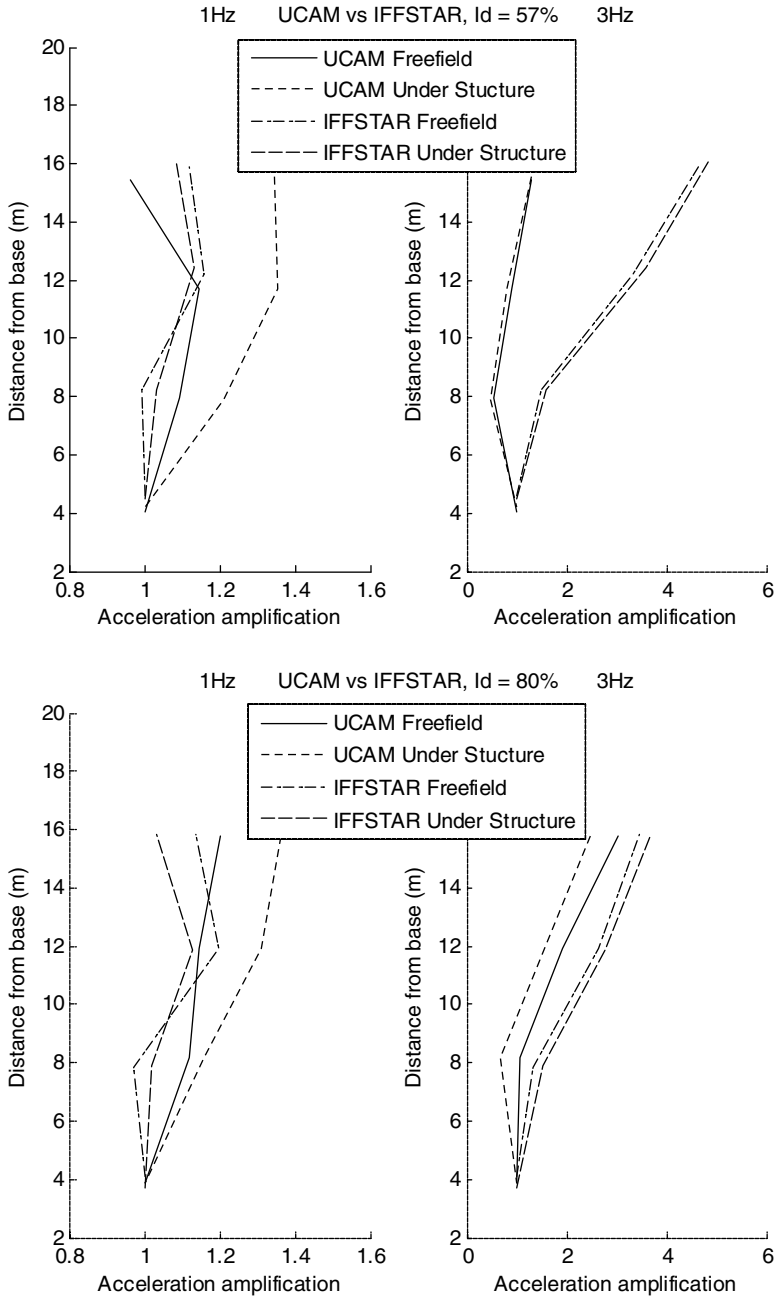 1Hz UCAM vs IFFSTAR, Id = 57% 3Hz
UCAM Freefield
UCAM Under Stucture
IFFSTAR Freefield
IFFSTAR Under Structure
20
18
16
14
12
10
8
6
4
2
Distance from base (m)
0.8 1 1.2 1.4 1.6
Acceleration amplification
20
18
16
14
12
10
8
6
4
2
Distance from base (m)
0 2 4 6
Acceleration amplification
1Hz UCAM vs IFFSTAR, Id = 80% 3Hz
UCAM Freefield
UCAM Under Stucture
IFFSTAR Freefield
IFFSTAR Under Structure
20
18
16
14
12
10
8
6
4
2
Distance from base (m)
0.8 1 1.2 1.4 1.6
Acceleration amplification
20
18
16
14
12
10
8
6
4
2
Distance from base (m)
0 2 4 6
Acceleration amplification